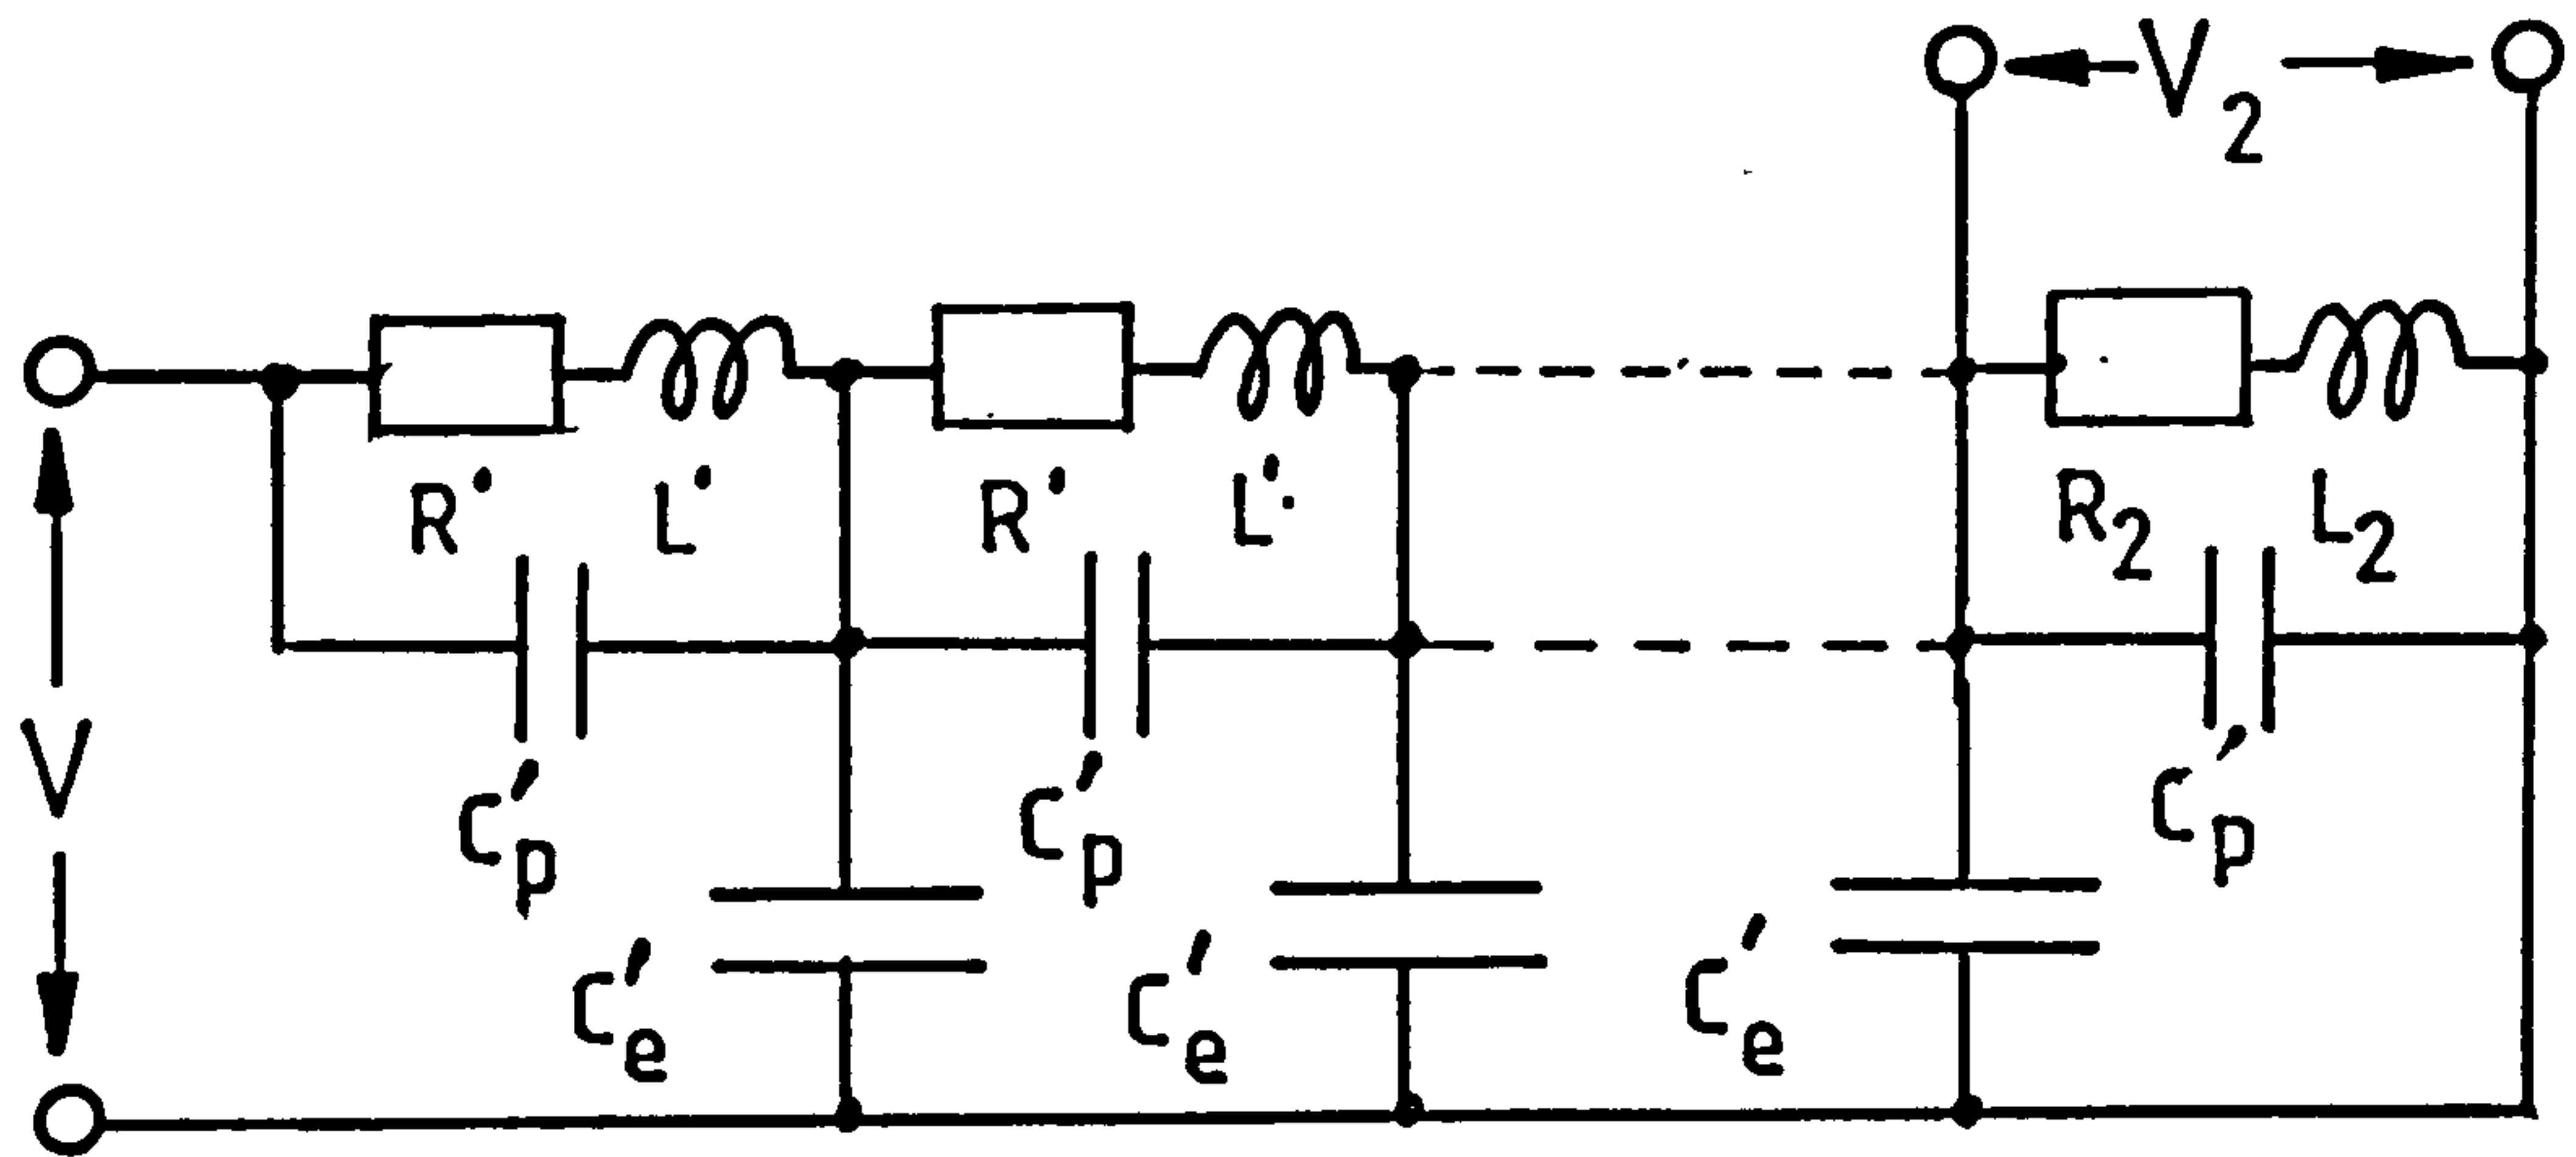 V₂
R' L' R' L' R₂ L₂
V
C'p C'p C'p
C'e C'e C'e